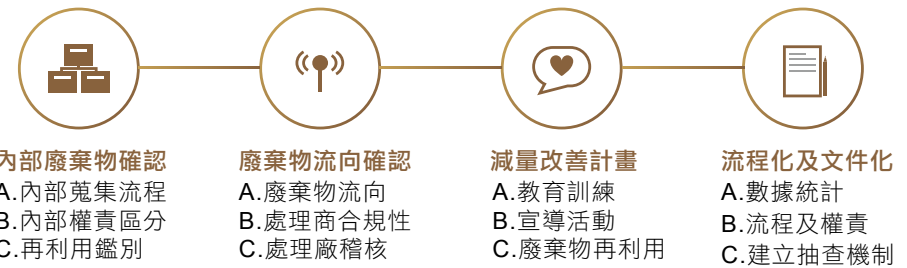 內部廢棄物確認
A.內部蒐集流程
B.內部權責區分
C.再利用鑑別
廢棄物流向確認
A.廢棄物流向
B.處理商合規性
C.處理廠稽核
減量改善計畫
A.教育訓練
B.宣導活動
C.廢棄物再利用
流程化及文件化
A.數據統計
B.流程及權責
C.建立抽查機制